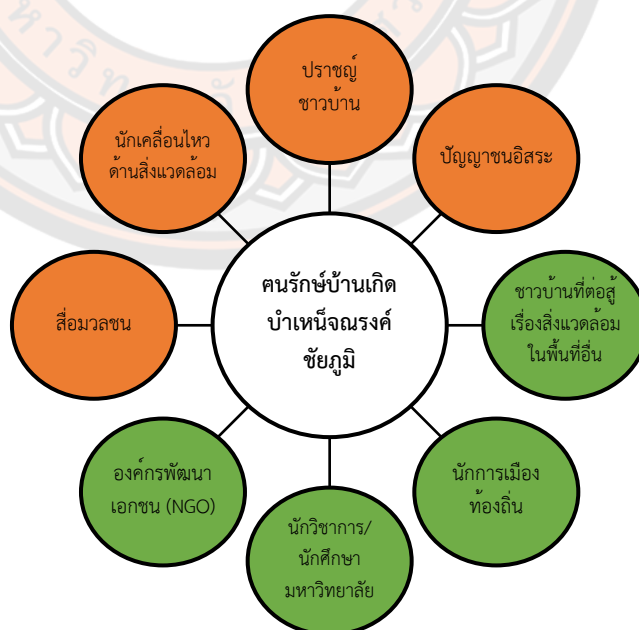 ปราชญ์
ชาวบ้าน
นักเคลื่อนไหว
ด้านสิ่งแวดล้อม
ปัญญาชนอิสระ
ฅนรักษ์บ้านเกิด
บำเหน็จณรงค์
ชัยภูมิ
สื่อมวลชน
ชาวบ้านที่ต่อสู้
เรื่องสิ่งแวดล้อม
ในพื้นที่อื่น
องค์กรพัฒนา
เอกชน (NGO)
นักการเมือง
ท้องถิ่น
นักวิชาการ/
นักศึกษา
มหาวิทยาลัย